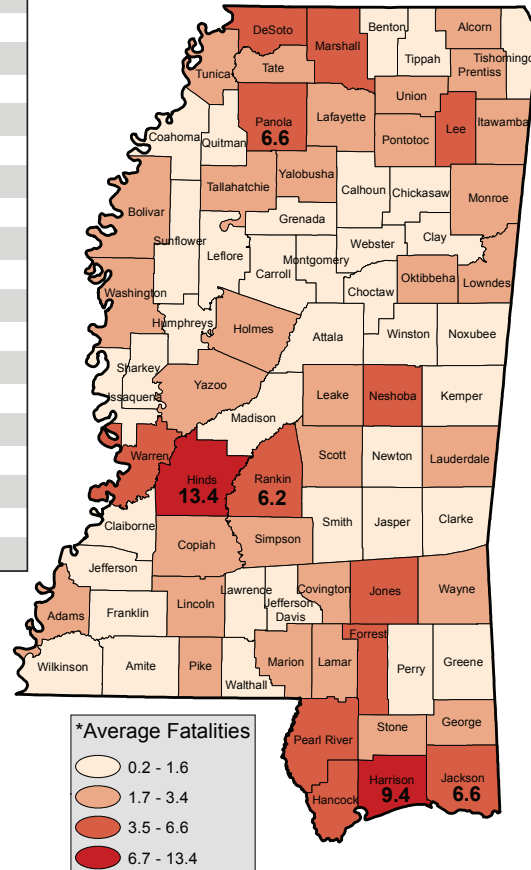 DeSoto
Marshall
Benton
Alcorn
Tippah
Tishomingo
Prentiss
Tunica
Tate
Union
Panola
6.6
Lafayette
Pontotoc
Lee
Itawamba
Coahoma
Quitman
Tallahatchie
Yalobusha
Calhoun
Chickasaw
Monroe
Bolivar
Sunflower
Leflore
Grenada
Webster
Clay
Carroll
Montgomery
Choctaw
Oktibbeha
Lowndes
Washington
Humphreys
Holmes
Attala
Winston
Noxubee
Sharkey
Issaquena
Yazoo
Madison
Leake
Neshoba
Kemper
Warren
Hinds
13.4
Rankin
6.2
Scott
Newton
Lauderdale
Claiborne
Copiah
Simpson
Smith
Jasper
Clarke
Jefferson
Adams
Franklin
Lincoln
Lawrence
Jefferson
Davis
Covington
Jones
Wayne
Wilkinson
Amite
Pike
Walthall
Marion
Lamar
Forrest
Perry
Greene
Pearl River
Stone
George
Hancock
Harrison
9.4
Jackson
6.6
*Average Fatalities
0.2 - 1.6
1.7 - 3.4
3.5 - 6.6
6.7 - 13.4